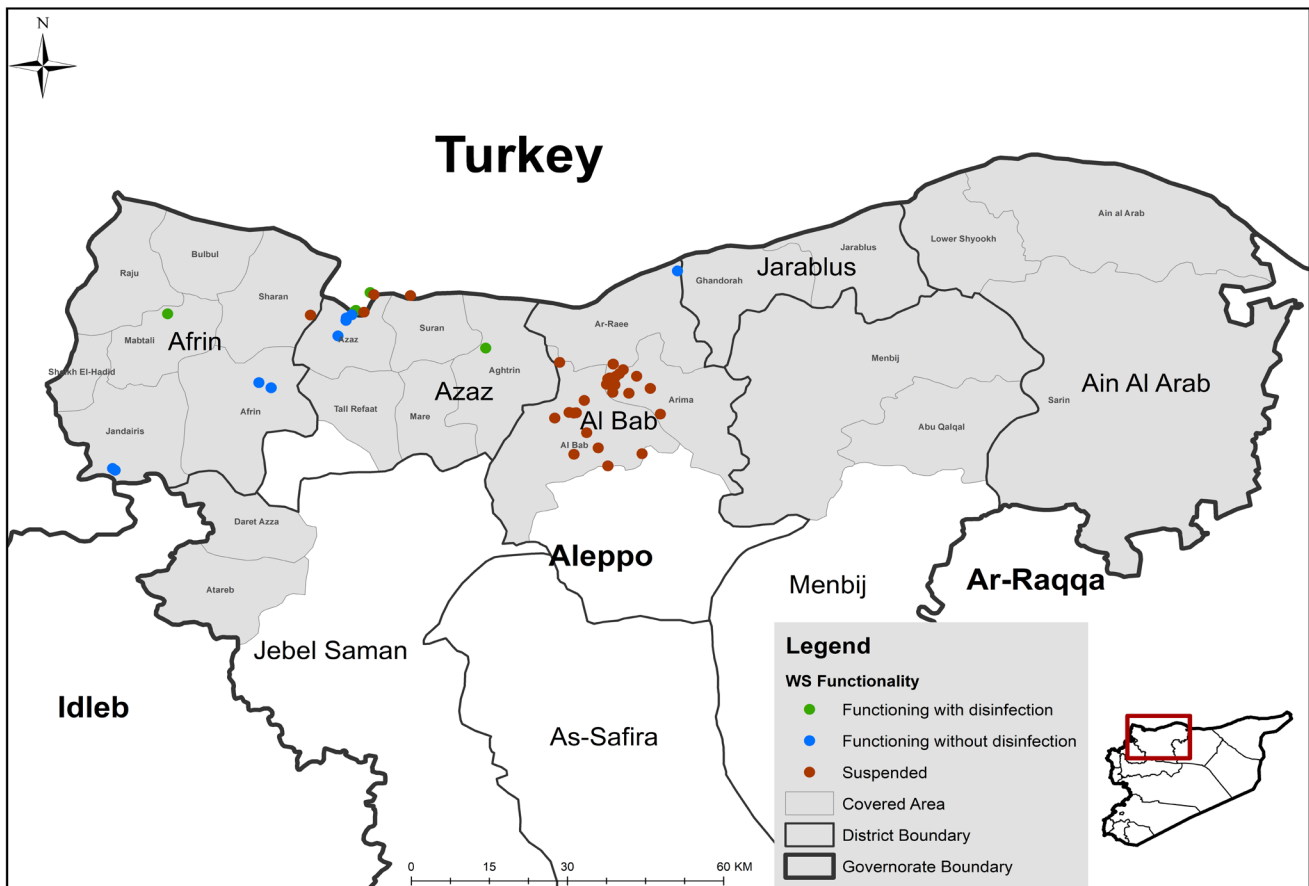 N
Turkey
Ain al Arab
Lower Shyookh
Jarablus
Bulbul
Ghandorah
Jarablus
Raju
Sharan
Ar-Raee
Suran
Azaz
Mabtali
Afrin
Menbij
Aghtrin
Sheikh El-Hadid
Azaz
Ain Al Arab
Afrin
Tall Refaat
Mare
Arima
Sarin
Al Bab
Abu Qalqal
Jandairis
Al Bab
Daret Azza
Aleppo
Menbij
Ar-Raqqa
Atareb
Jebel Saman
Idleb
As-Safira
Legend
WS Functionality
Functioning with disinfection
Functioning without disinfection
Suspended
Covered Area
District Boundary
Governorate Boundary
0 15 30 60 KM